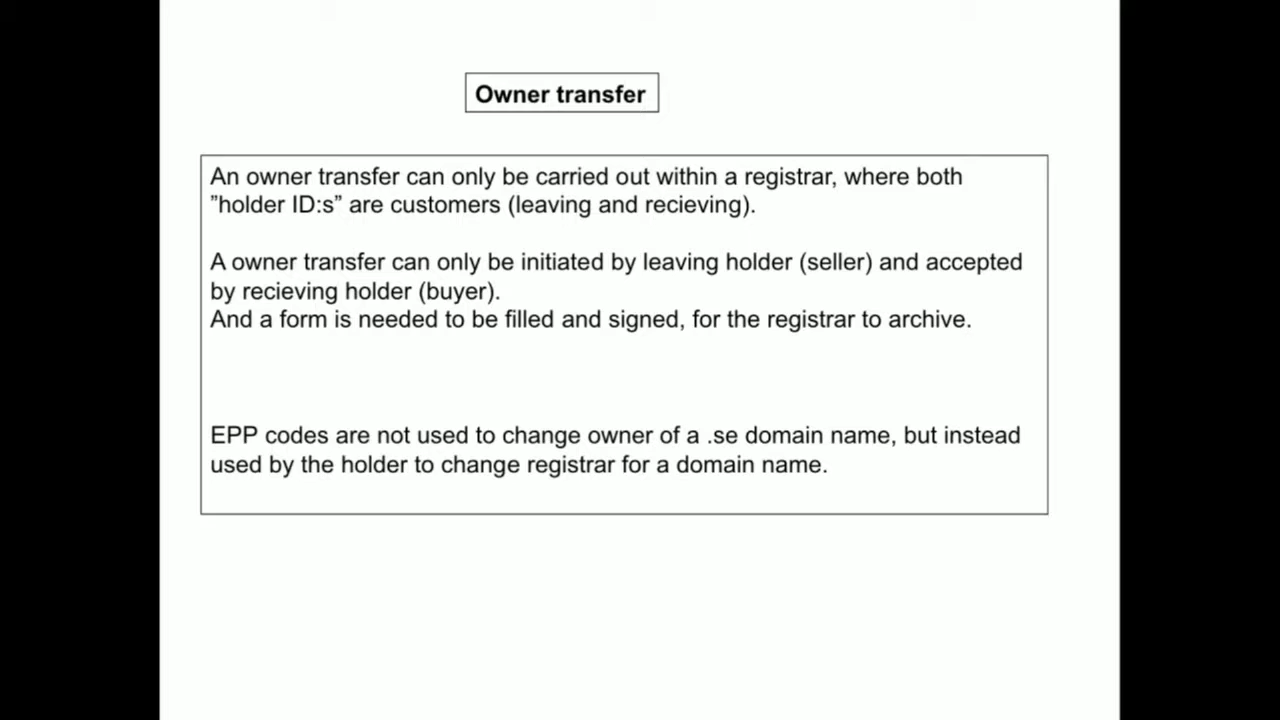 Owner transfer
An owner transfer can only be carried out within a registrar, where both
”holder ID:s” are customers (leaving and recieving).
A owner transfer can only be initiated by leaving holder (seller) and accepted
by recieving holder (buyer).
And a form is needed to be filled and signed, for the registrar to archive.
EPP codes are not used to change owner of a .se domain name, but instead
used by the holder to change registrar for a domain name.